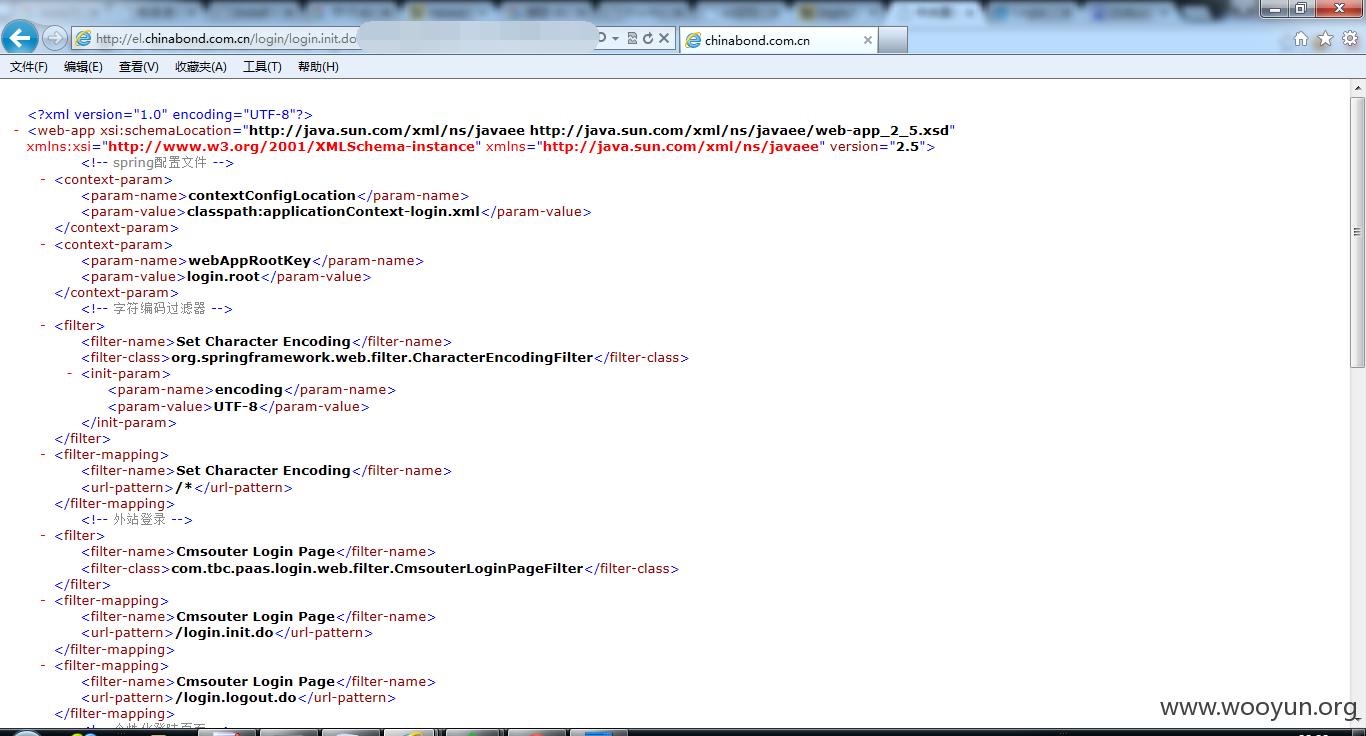 http://el.chinabond.com.cn/login/login.init.do
chinabond.com.cn
文件(F) 编辑(E) 查看(V) 收藏夹(A) 工具(T) 帮助(H)
<?xml version="1.0" encoding="UTF-8"?>
- <web-app xsi:schemaLocation="http://java.sun.com/xml/ns/javaee http://java.sun.com/xml/ns/javaee/web-app_2_5.xsd"
xmlns:xsi="http://www.w3.org/2001/XMLSchema-instance" xmlns="http://java.sun.com/xml/ns/javaee" version="2.5">
<!-- spring配置文件 -->
- <context-param>
<param-name>contextConfigLocation</param-name>
<param-value>classpath:applicationContext-login.xml</param-value>
</context-param>
- <context-param>
<param-name>webAppRootKey</param-name>
<param-value>login.root</param-value>
</context-param>
<!-- 字符编码过滤器 -->
- <filter>
<filter-name>Set Character Encoding</filter-name>
<filter-class>org.springframework.web.filter.CharacterEncodingFilter</filter-class>
- <init-param>
<param-name>encoding</param-name>
<param-value>UTF-8</param-value>
</init-param>
</filter>
- <filter-mapping>
<filter-name>Set Character Encoding</filter-name>
<url-pattern>/*</url-pattern>
</filter-mapping>
<!-- 外站登录 -->
- <filter>
<filter-name>Cmsouter Login Page</filter-name>
<filter-class>com.tbc.paas.login.web.filter.CmsouterLoginPageFilter</filter-class>
</filter>
- <filter-mapping>
<filter-name>Cmsouter Login Page</filter-name>
<url-pattern>/login.init.do</url-pattern>
</filter-mapping>
- <filter-mapping>
<filter-name>Cmsouter Login Page</filter-name>
<url-pattern>/login.logout.do</url-pattern>
</filter-mapping>
www.wooyun.org